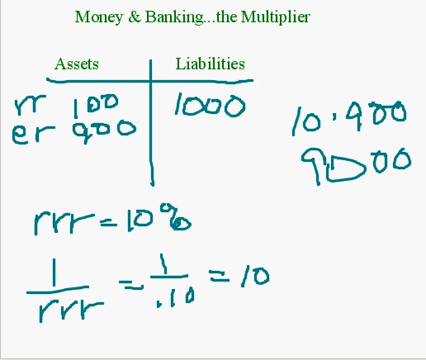 Money & Banking...the Multiplier
Assets Liabilities
rr 100 1000
er 900
10 . 900
9000
rrr = 10%
1/rrr = 1/.10 = 10